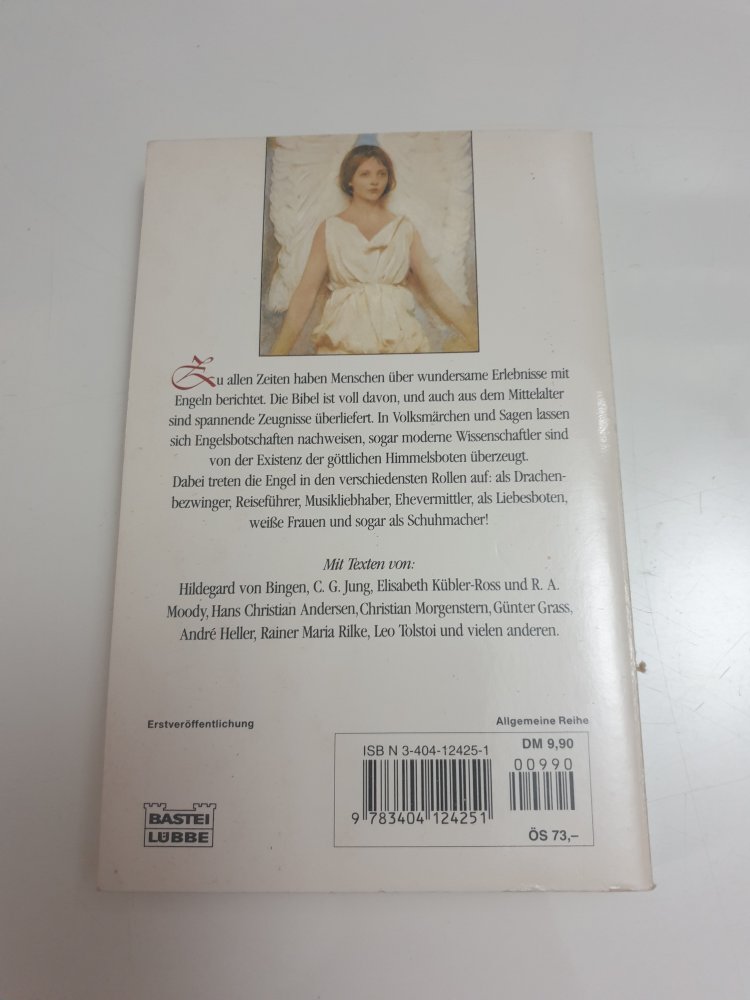 Zu allen Zeiten haben Menschen über wundersame Erlebnisse mit
Engeln berichtet. Die Bibel ist voll davon, und auch aus dem Mittelalter
sind spannende Zeugnisse überliefert. In Volksmärchen und Sagen lassen
sich Engelsbotschaften nachweisen, sogar moderne Wissenschaftler sind
von der Existenz der göttlichen Himmelsboten überzeugt.
Dabei treten die Engel in den verschiedensten Rollen auf: als Drachen-
bezwinger, Reiseführer, Musikliebhaber, Ehevermittler, als Liebesboten,
weiße Frauen und sogar als Schuhmacher!
Mit Texten von:
Hildegard von Bingen, C. G. Jung, Elisabeth Kübler-Ross und R. A.
Moody, Hans Christian Andersen, Christian Morgenstern, Günter Grass,
André Heller, Rainer Maria Rilke, Leo Tolstoi und vielen anderen.
Erstveröffentlichung
Allgemeine Reihe
ISBN 3-404-12425-1
DM 9,90
00990
9 783404 124251
ÖS 73,–
BASTEI
LÜBBE